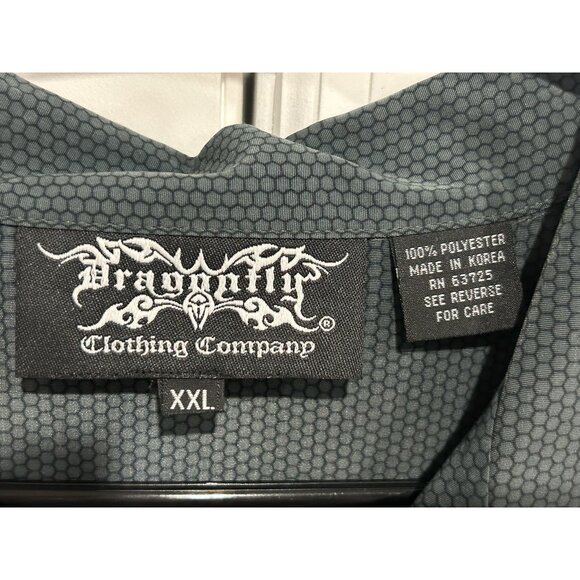 Dragonfly
®
Clothing Company
XXL
100% POLYESTER
MADE IN KOREA
RN 63725
SEE REVERSE
FOR CARE